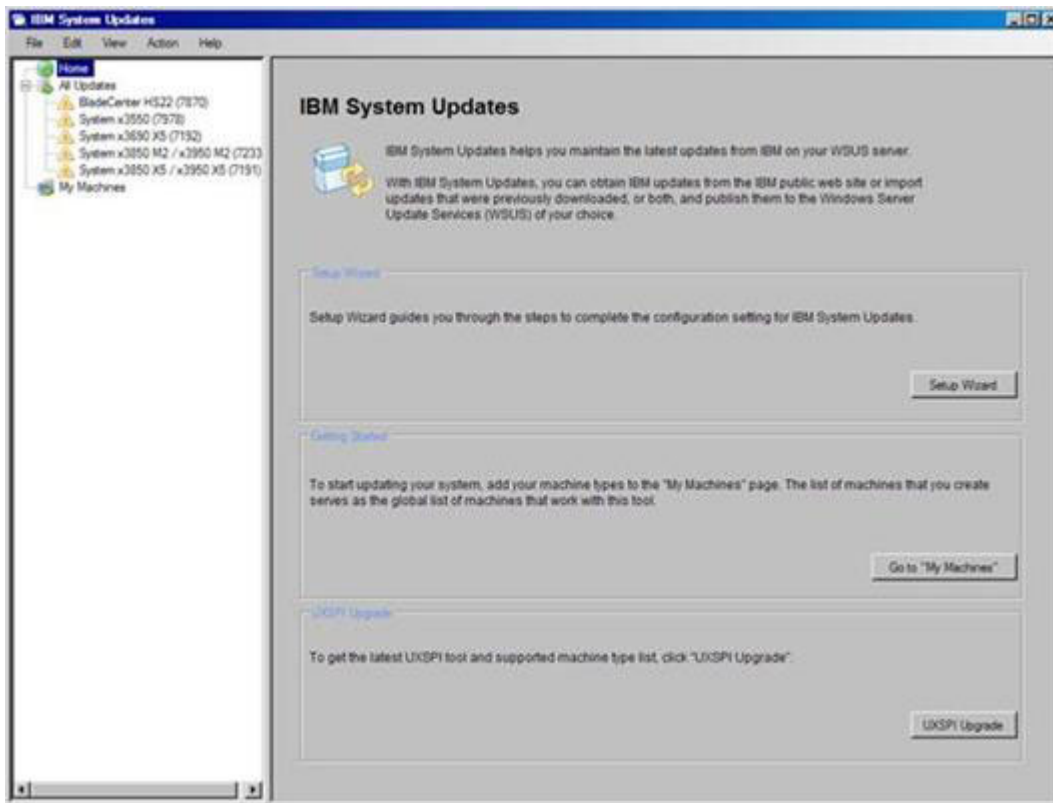 IBM System Updates
File Edit View Action Help
Home
All Updates
BladeCenter HS22 (7870)
System x3550 (7978)
System x3690 X5 (7192)
System x3850 M2 / x3950 M2 (7233
System x3850 X5 / x3950 X5 (7191)
My Machines
IBM System Updates
IBM System Updates helps you maintain the latest updates from IBM on your WSUS server.
With IBM System Updates, you can obtain IBM updates from the IBM public web site or import
updates that were previously downloaded, or both, and publish them to the Windows Server
Update Services (WSUS) of your choice.
Setup Wizard
Setup Wizard guides you through the steps to complete the configuration setting for IBM System Updates.
Setup Wizard
Getting Started
To start updating your system, add your machine types to the "My Machines" page. The list of machines that you create
serves as the global list of machines that work with this tool.
Go to "My Machines"
UXSPI Upgrade
To get the latest UXSPI tool and supported machine type list, click "UXSPI Upgrade".
UXSPI Upgrade